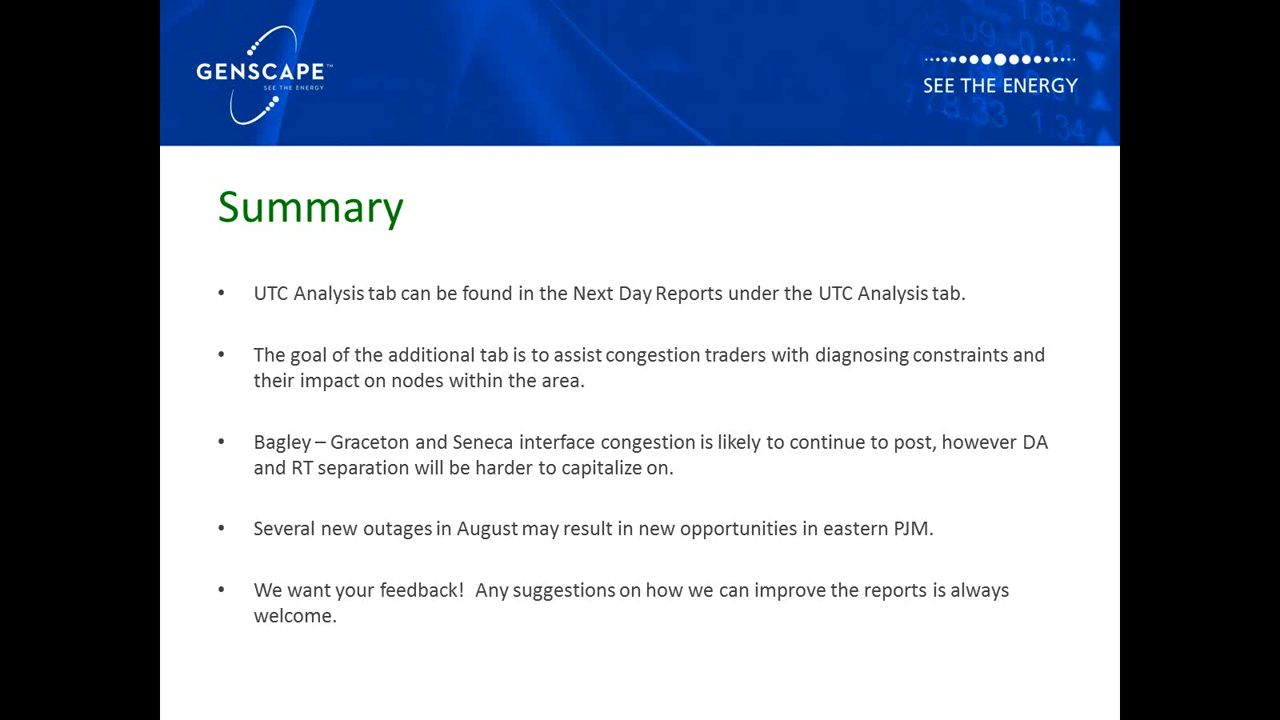 GENSCAPE™
SEE THE ENERGY
SEE THE ENERGY
1.83
Summary
• UTC Analysis tab can be found in the Next Day Reports under the UTC Analysis tab.
• The goal of the additional tab is to assist congestion traders with diagnosing constraints and
their impact on nodes within the area.
• Bagley – Graceton and Seneca interface congestion is likely to continue to post, however DA
and RT separation will be harder to capitalize on.
• Several new outages in August may result in new opportunities in eastern PJM.
• We want your feedback!  Any suggestions on how we can improve the reports is always
welcome.